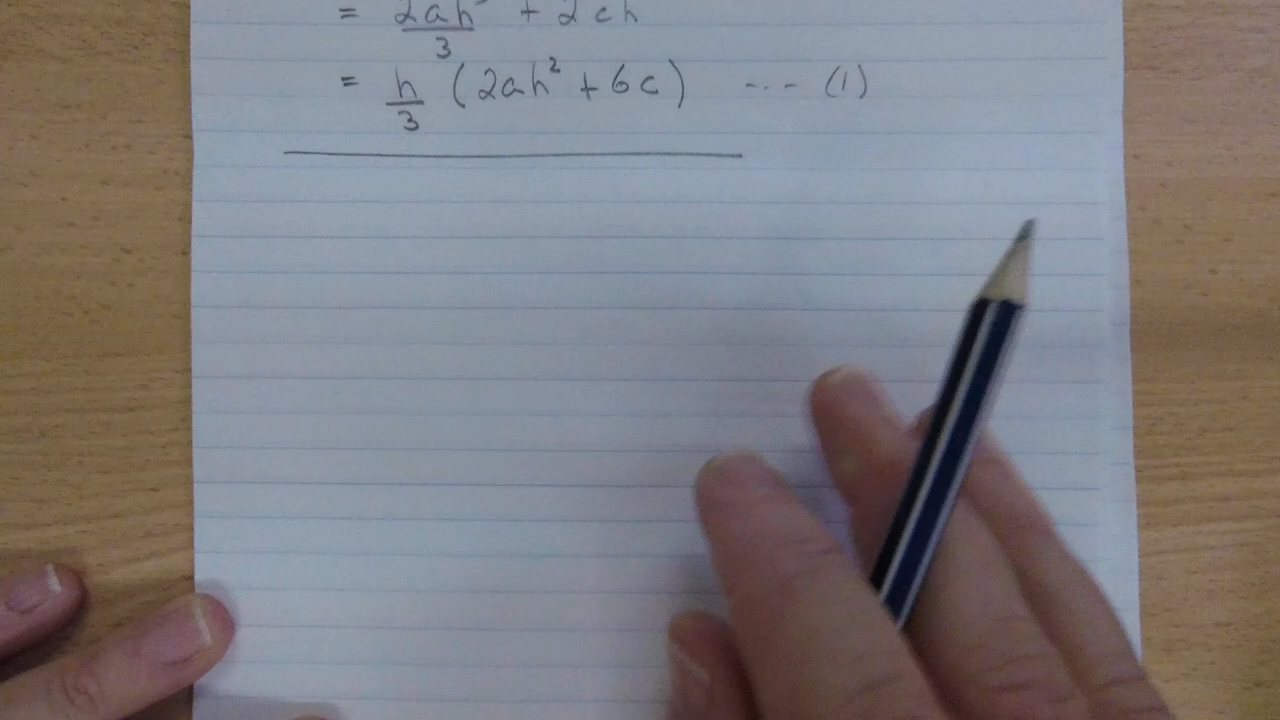 = 2ah³/3 + 2ch
= h/3 (2ah² + 6c) --- (1)